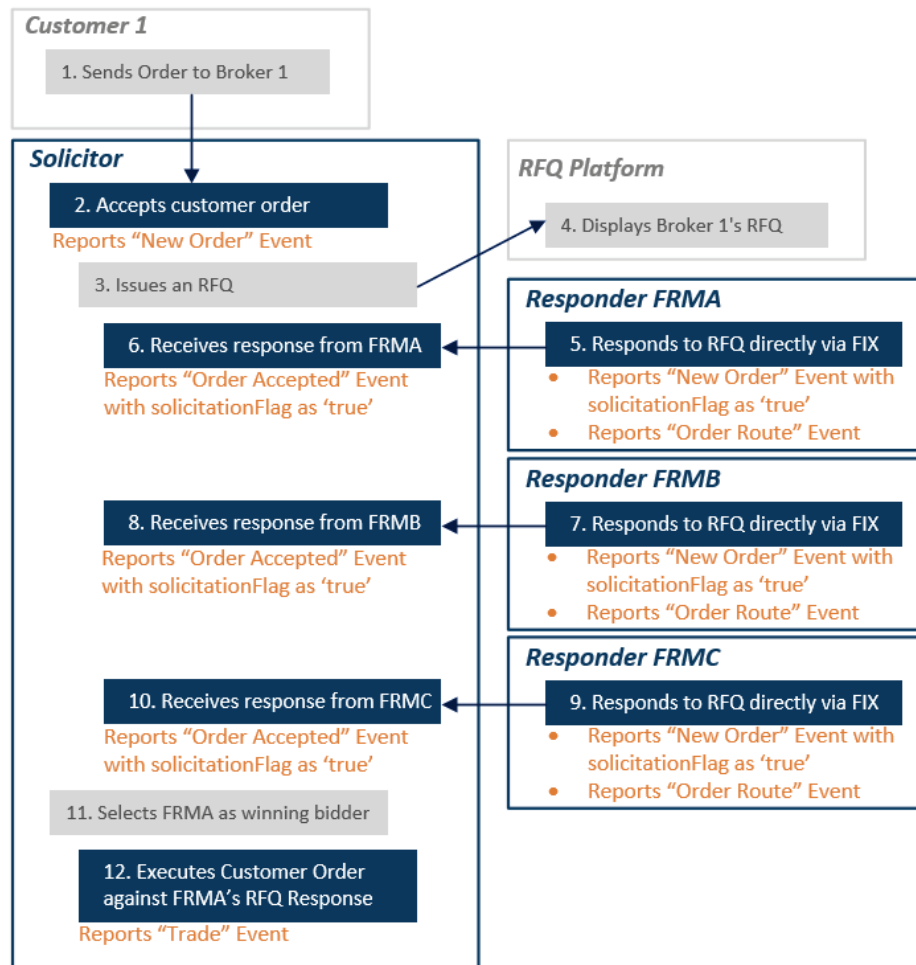 Customer 1
1. Sends Order to Broker 1
Solicitor
2. Accepts customer order
Reports “New Order” Event
3. Issues an RFQ
RFQ Platform
4. Displays Broker 1's RFQ
Responder FRMA
5. Responds to RFQ directly via FIX
• Reports “New Order” Event with
solicitationFlag as ‘true’
• Reports “Order Route” Event
6. Receives response from FRMA
Reports “Order Accepted” Event
with solicitationFlag as ‘true’
Responder FRMB
7. Responds to RFQ directly via FIX
• Reports “New Order” Event with
solicitationFlag as ‘true’
• Reports “Order Route” Event
8. Receives response from FRMB
Reports “Order Accepted” Event
with solicitationFlag as ‘true’
Responder FRMC
9. Responds to RFQ directly via FIX
• Reports “New Order” Event with
solicitationFlag as ‘true’
• Reports “Order Route” Event
10. Receives response from FRMC
Reports “Order Accepted” Event
with solicitationFlag as ‘true’
11. Selects FRMA as winning bidder
12. Executes Customer Order
against FRMA’s RFQ Response
Reports “Trade” Event